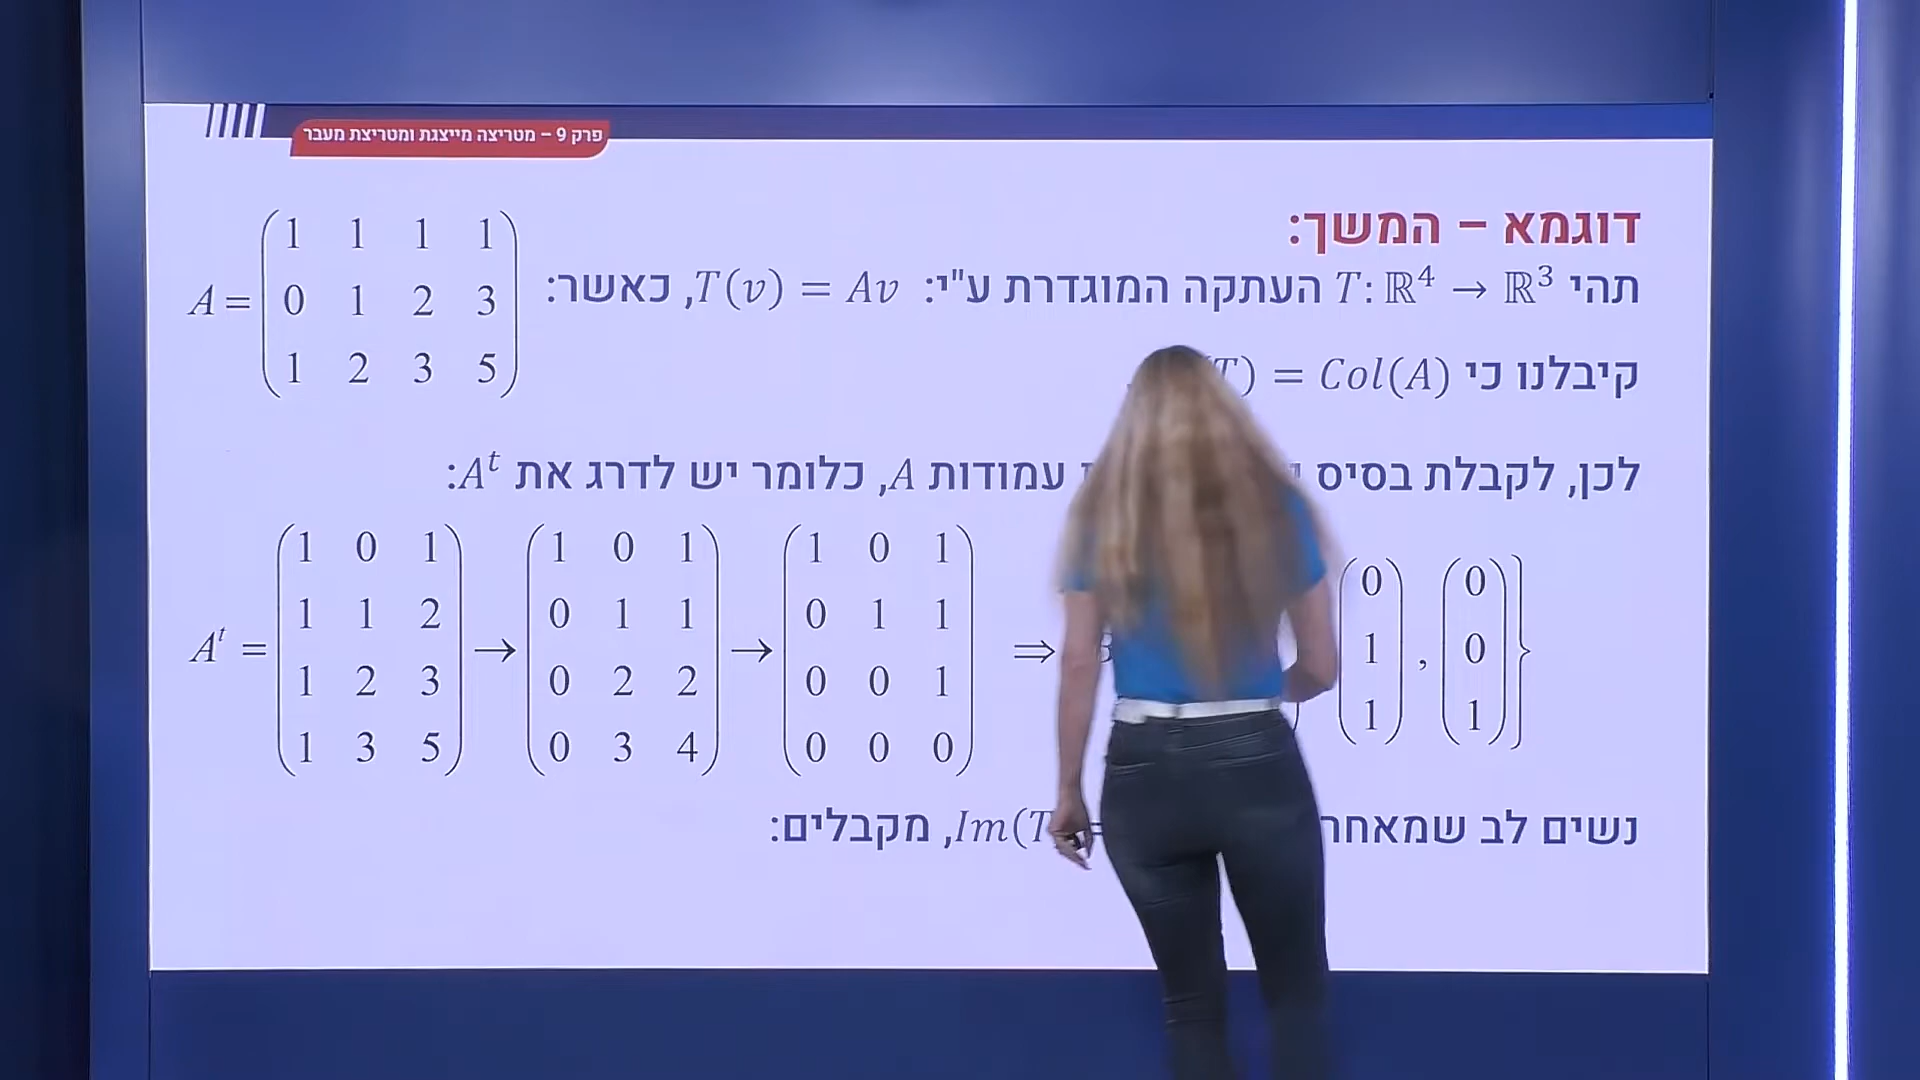 פרק 9 – מטריצה מייצגת ומטריצת מעבר
דוגמא – המשך:
תהי T: ℝ⁴ → ℝ³ העתקה המוגדרת ע"י: T(v) = Av, כאשר:
A = (1 1 1 1
0 1 2 3
1 2 3 5)
קיבלנו כי T) = Col(A)
לכן, לקבלת בסיס עמודות A, כלומר יש לדרג את Aᵗ:
Aᵗ = (1 0 1
1 1 2
1 2 3
1 3 5)
→ (1 0 1
0 1 1
0 2 2
0 3 4)
→ (1 0 1
0 1 1
0 0 1
0 0 0)
⇒ (0
1
1), (0
0
1)}
נשים לב שמאחר Im(T =, מקבלים: